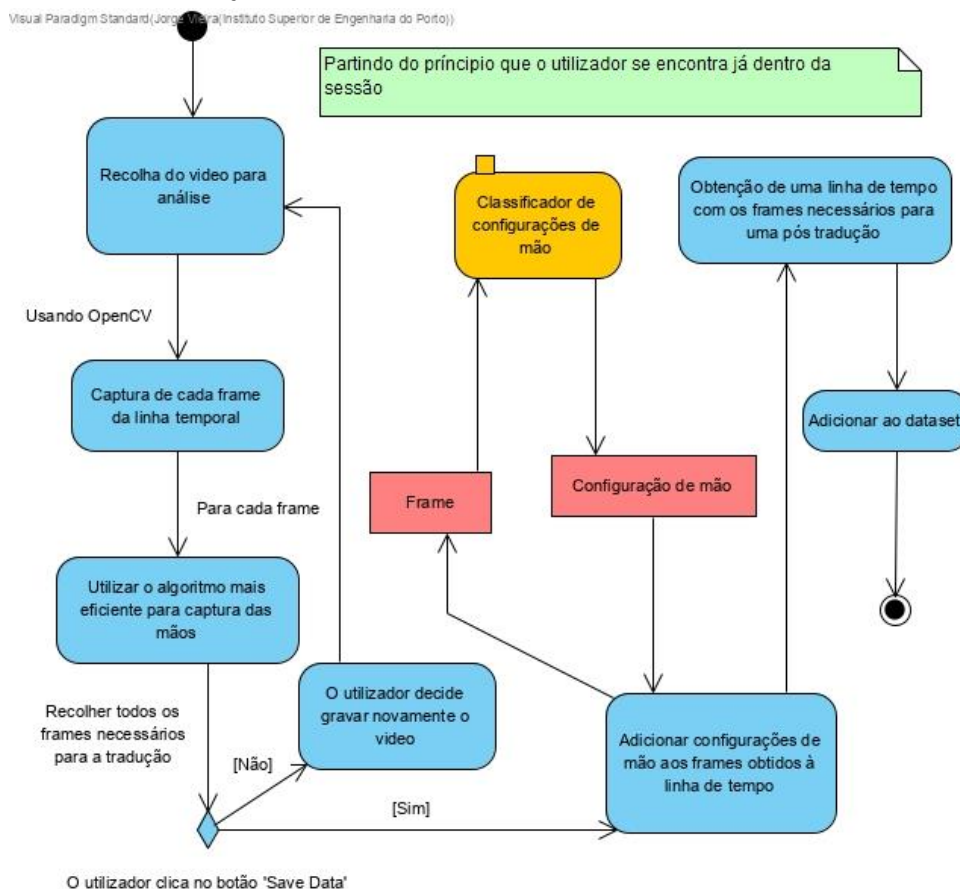 Visual Paradigm Standard(Jorge Vieira(Instituto Superior de Engenharia do Porto))
Partindo do príncipio que o utilizador se encontra já dentro da
sessão
Recolha do video para
análise
Classificador de
configurações de
mão
Obtenção de uma linha de tempo
com os frames necessários para
uma pós tradução
Usando OpenCV
Captura de cada frame
da linha temporal
Adicionar ao dataset
Frame
Configuração de mão
Para cada frame
Utilizar o algoritmo mais
eficiente para captura das
mãos
O utilizador decide
gravar novamente o
video
Recolher todos os
frames necessários
para a tradução
Adicionar configurações de
mão aos frames obtidos à
linha de tempo
[Não]
[Sim]
O utilizador clica no botão 'Save Data'